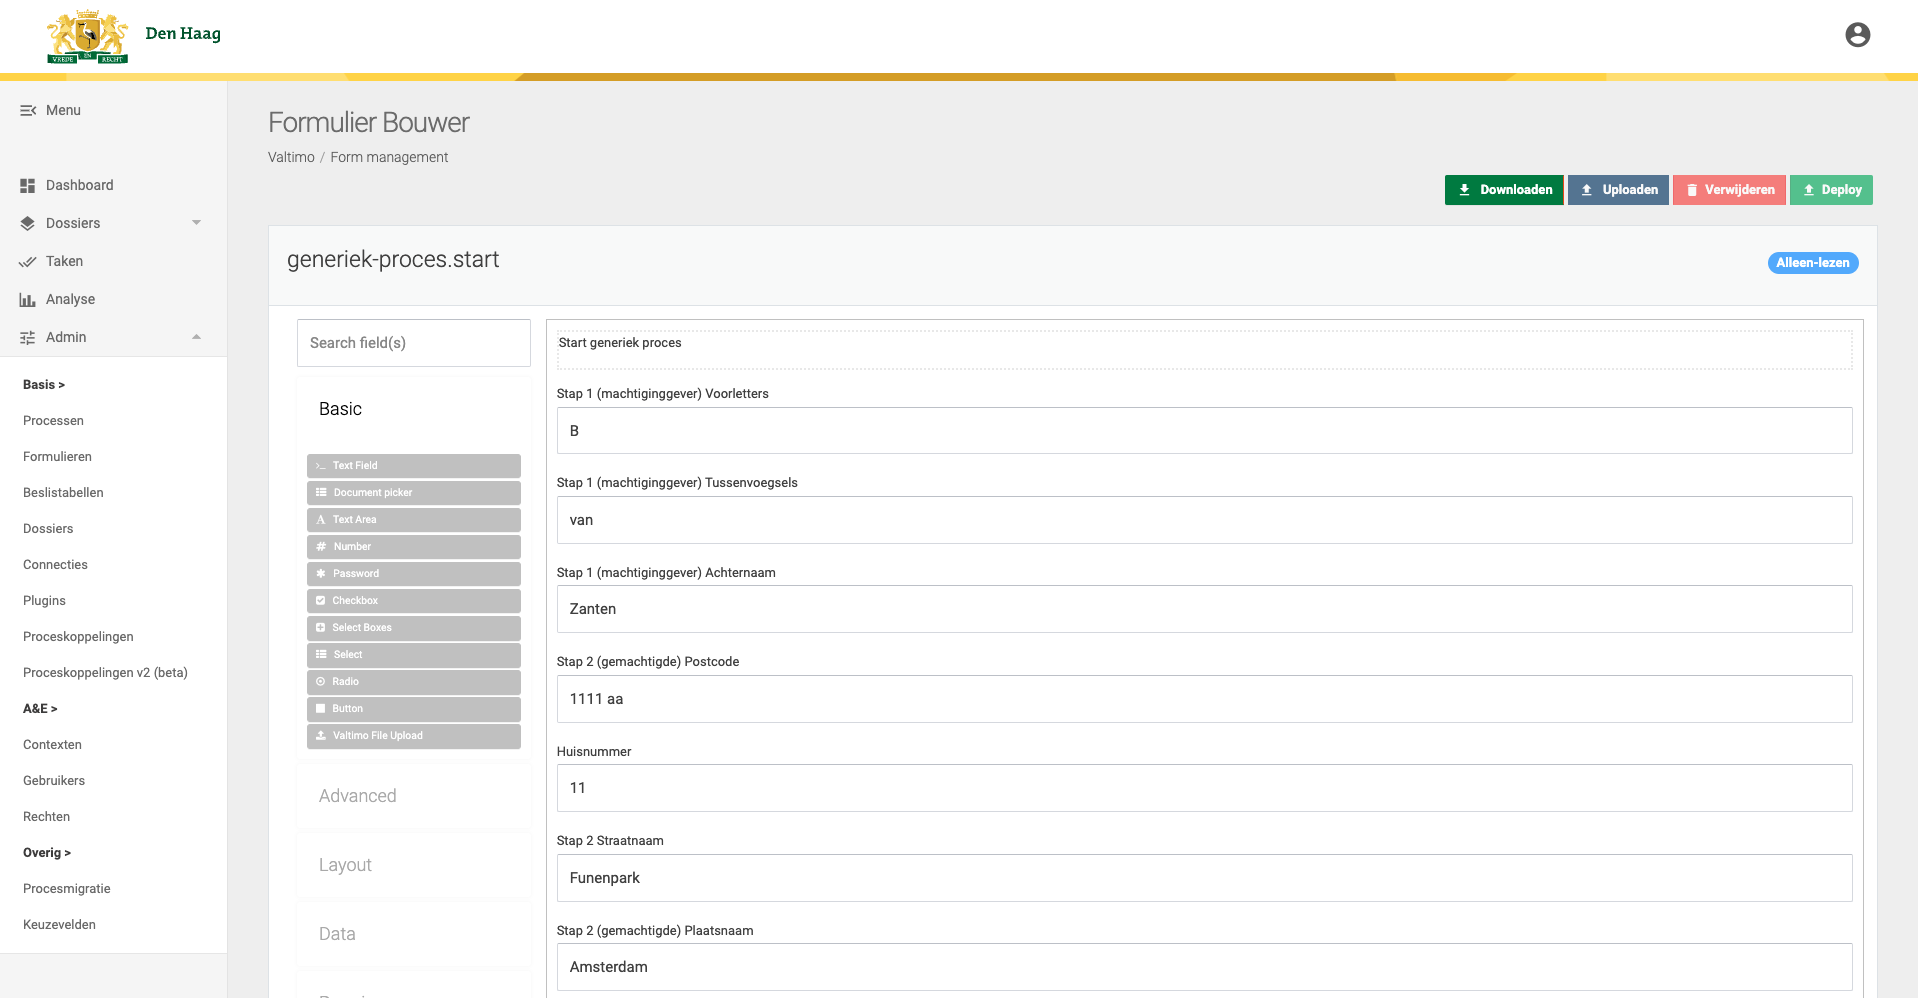 VREDE EN RECHT
Den Haag
Menu
Dashboard
Dossiers
Taken
Analyse
Admin
Basis >
Processen
Formulieren
Beslistabellen
Dossiers
Connecties
Plugins
Proceskoppelingen
Proceskoppelingen v2 (beta)
A&E >
Contexten
Gebruikers
Rechten
Overig >
Procesmigratie
Keuzevelden
Formulier Bouwer
Valtimo / Form management
Downloaden
Uploaden
Verwijderen
Deploy
generiek-proces.start
Alleen-lezen
Search field(s)
Basic
Text Field
Document picker
Text Area
Number
Password
Checkbox
Select Boxes
Select
Radio
Button
Valtimo File Upload
Advanced
Layout
Data
Start generiek proces
Stap 1 (machtiginggever) Voorletters
B
Stap 1 (machtiginggever) Tussenvoegsels
van
Stap 1 (machtiginggever) Achternaam
Zanten
Stap 2 (gemachtigde) Postcode
1111 aa
Huisnummer
11
Stap 2 Straatnaam
Funenpark
Stap 2 (gemachtigde) Plaatsnaam
Amsterdam